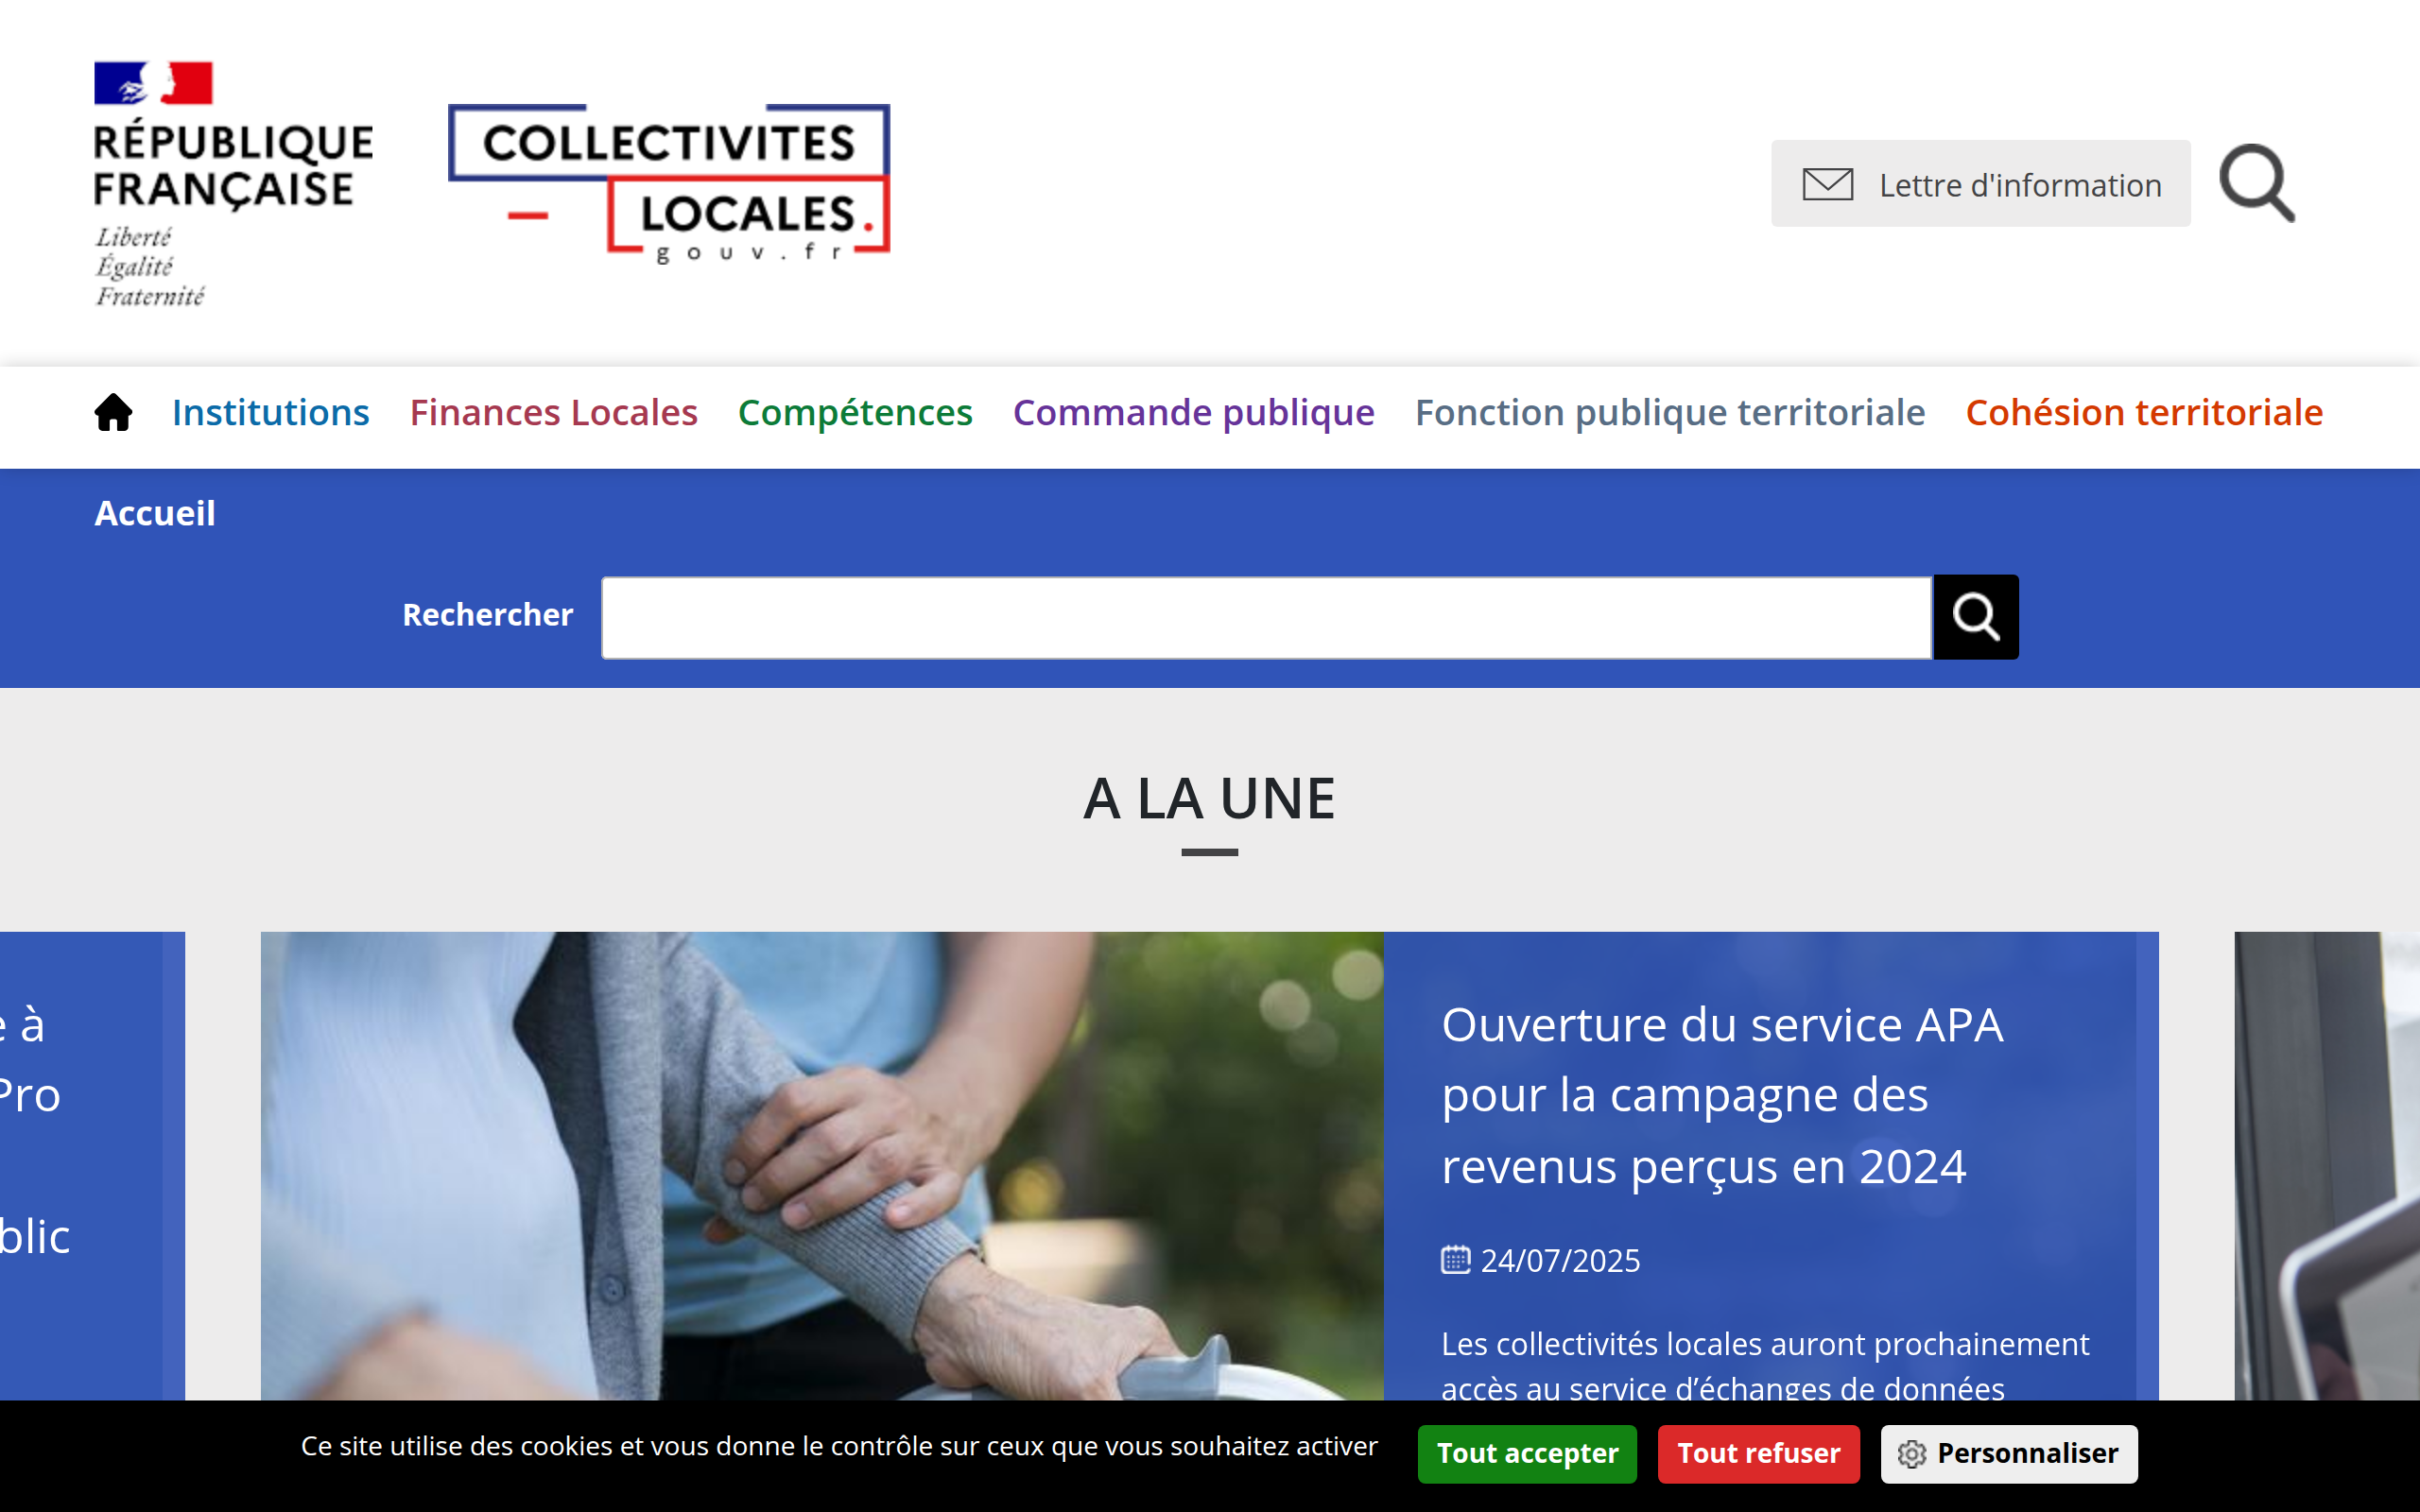 RÉPUBLIQUE
FRANÇAISE
Liberté
Égalité
Fraternité
COLLECTIVITES
LOCALES.
gouv.fr
Lettre d'information
Institutions Finances Locales Compétences Commande publique Fonction publique territoriale Cohésion territoriale
Accueil
Rechercher
A LA UNE
à
Pro
blic
Ouverture du service APA
pour la campagne des
revenus perçus en 2024
24/07/2025
Les collectivités locales auront prochainement
accès au service d’échanges de données
Ce site utilise des cookies et vous donne le contrôle sur ceux que vous souhaitez activer
Tout accepter Tout refuser Personnaliser